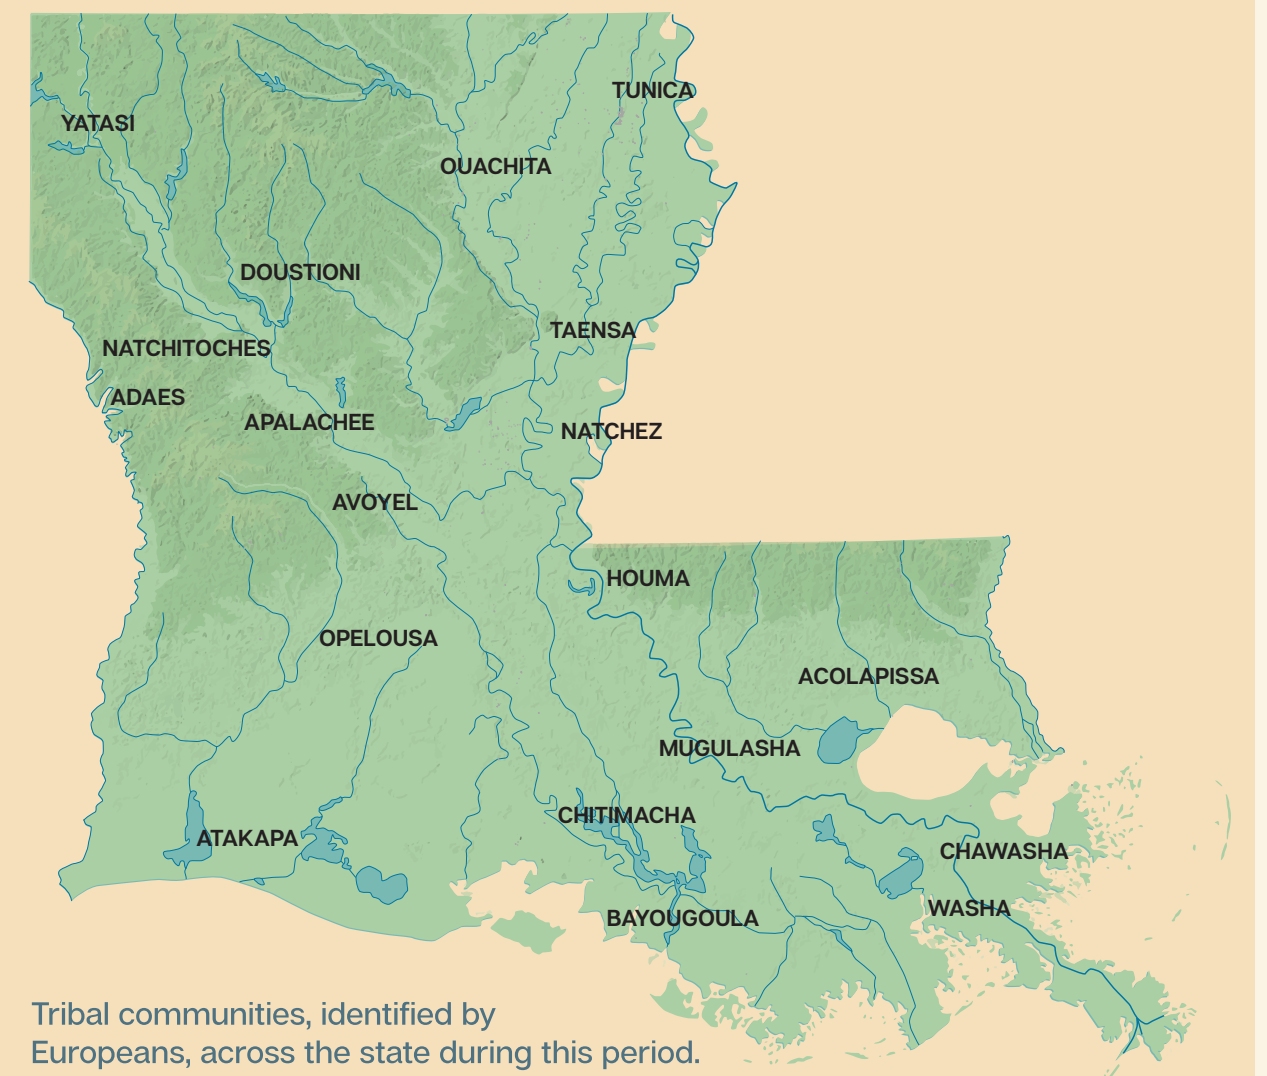 TUNICA
YATASI
OUACHITA
DOUSTIONI
TAENSA
NATCHITOCHES
ADAES
APALACHEE
NATCHEZ
AVOYEL
HOUMA
OPELOUSA
ACOLAPISSA
MUGULASHA
CHITIMACHA
ATAKAPA
CHAWASHA
WASHA
BAYOUGOULA
Tribal communities, identified by
Europeans, across the state during this period.